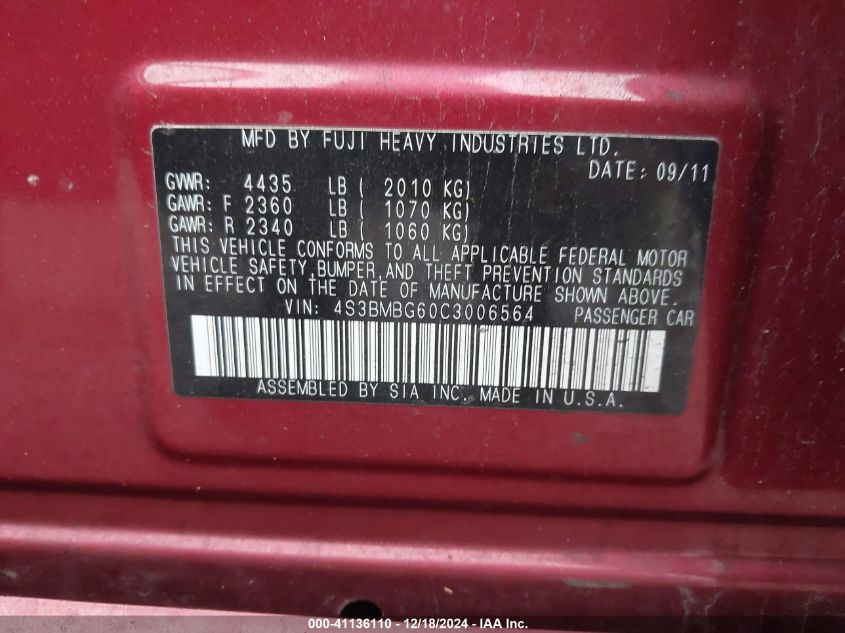 MFD BY FUJI HEAVY INDUSTRIES LTD.
DATE: 09/11
GVWR: 4435 LB ( 2010 KG)
GAWR: F 2360 LB ( 1070 KG)
GAWR: R 2340 LB ( 1060 KG)
THIS VEHICLE CONFORMS TO ALL APPLICABLE FEDERAL MOTOR
VEHICLE SAFETY,BUMPER,AND THEFT PREVENTION STANDARDS
IN EFFECT ON THE DATE OF MANUFACTURE SHOWN ABOVE.
VIN: 4S3BMBG60C3006564 PASSENGER CAR
ASSEMBLED BY SIA INC. MADE IN U.S.A.
000-41136110 - 12/18/2024 - IAA Inc.